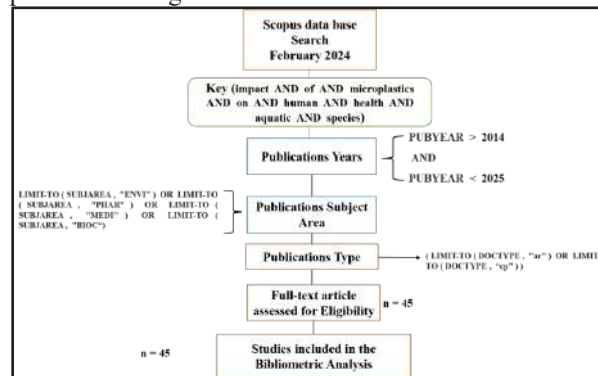 Scopus data base
Search
February 2024
Key (impact AND of AND microplastics
AND on AND human AND health AND
aquatic AND species)
Publications Years
PUBYEAR > 2014
AND
PUBYEAR < 2025
LIMIT-TO ( SUBJAREA , "ENVI" ) OR LIMIT-TO
( SUBJAREA , "PHAR" ) OR LIMIT-TO (
SUBJAREA , "MEDI" ) OR LIMIT-TO (
SUBJAREA , "BIOC")
Publications Subject
Area
Publications Type
( LIMIT-TO ( DOCTYPE , "ar" ) OR LIMIT-
TO ( DOCTYPE , "cp" ) )
Full-text article
assessed for Eligibility
n = 45
Studies included in the
Bibliometric Analysis
n = 45